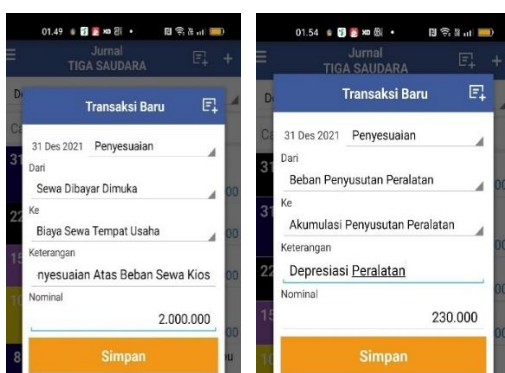 01.49
Jurnal
TIGA SAUDARA
Transaksi Baru
31 Des 2021 Penyesuaian
Dari
Sewa Dibayar Dimuka
Ke
Biaya Sewa Tempat Usaha
Keterangan
nyesuaian Atas Beban Sewa Kios
Nominal
2.000.000
Simpan
01.54
Jurnal
TIGA SAUDARA
Transaksi Baru
31 Des 2021 Penyesuaian
Dari
Beban Penyusutan Peralatan
Ke
Akumulasi Penyusutan Peralatan
Keterangan
Depresiasi Peralatan
Nominal
230.000
Simpan